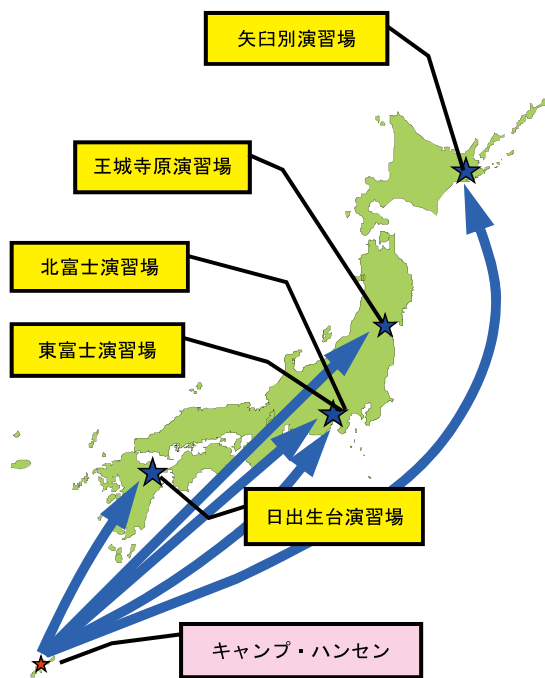 矢臼別演習場
王城寺原演習場
北富士演習場
東富士演習場
日出生台演習場
キャンプ・ハンセン